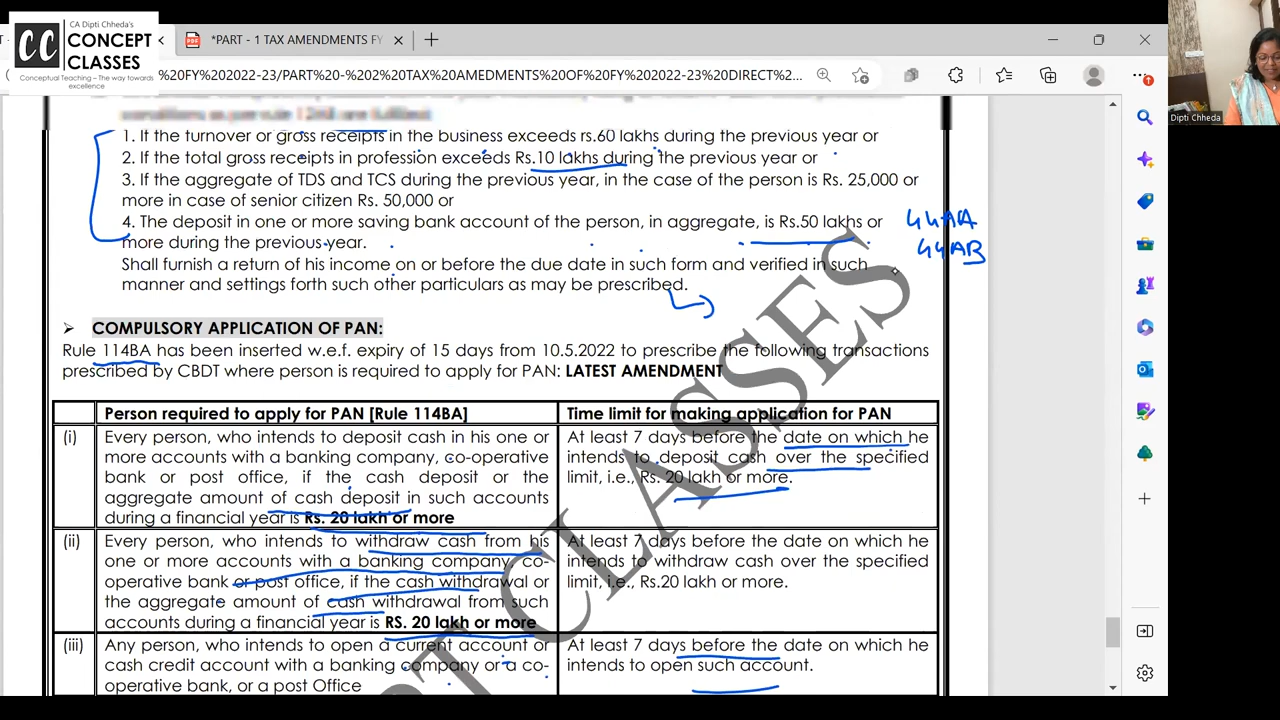 CA Dipti Chheda's
CC CONCEPT
CLASSES
Conceptual Teaching – The way towards
excellence
*PART - 1 TAX AMENDMENTS FY
%20FY%202022-23/PART%20-%202%20TAX%20AMEDMENTS%20OF%20FY%202022-23%20DIRECT%2...
Dipti Chheda
1. If the turnover or gross receipts in the business exceeds rs.60 lakhs during the previous year or
2. If the total gross receipts in profession exceeds Rs.10 lakhs during the previous year or
3. If the aggregate of TDS and TCS during the previous year, in the case of the person is Rs. 25,000 or
more in case of senior citizen Rs. 50,000 or
4. The deposit in one or more saving bank account of the person, in aggregate, is Rs.50 lakhs or
more during the previous year.
44AA
44AB
Shall furnish a return of his income on or before the due date in such form and verified in such
manner and settings forth such other particulars as may be prescribed.
COMPULSORY APPLICATION OF PAN:
Rule 114BA has been inserted w.e.f. expiry of 15 days from 10.5.2022 to prescribe the following transactions
prescribed by CBDT where person is required to apply for PAN: LATEST AMENDMENT
Person required to apply for PAN [Rule 114BA]
Time limit for making application for PAN
(i)
Every person, who intends to deposit cash in his one or
more accounts with a banking company, co-operative
bank or post office, if the cash deposit or the
aggregate amount of cash deposit in such accounts
during a financial year is Rs. 20 lakh or more
At least 7 days before the date on which he
intends to deposit cash over the specified
limit, i.e., Rs. 20 lakh or more.
(ii)
Every person, who intends to withdraw cash from his
one or more accounts with a banking company, co-
operative bank or post office, if the cash withdrawal or
the aggregate amount of cash withdrawal from such
accounts during a financial year is RS. 20 lakh or more
At least 7 days before the date on which he
intends to withdraw cash over the specified
limit, i.e., Rs.20 lakh or more.
(iii)
Any person, who intends to open a current account or
cash credit account with a banking company or a co-
operative bank, or a post Office
At least 7 days before the date on which he
intends to open such account.
CLASSES